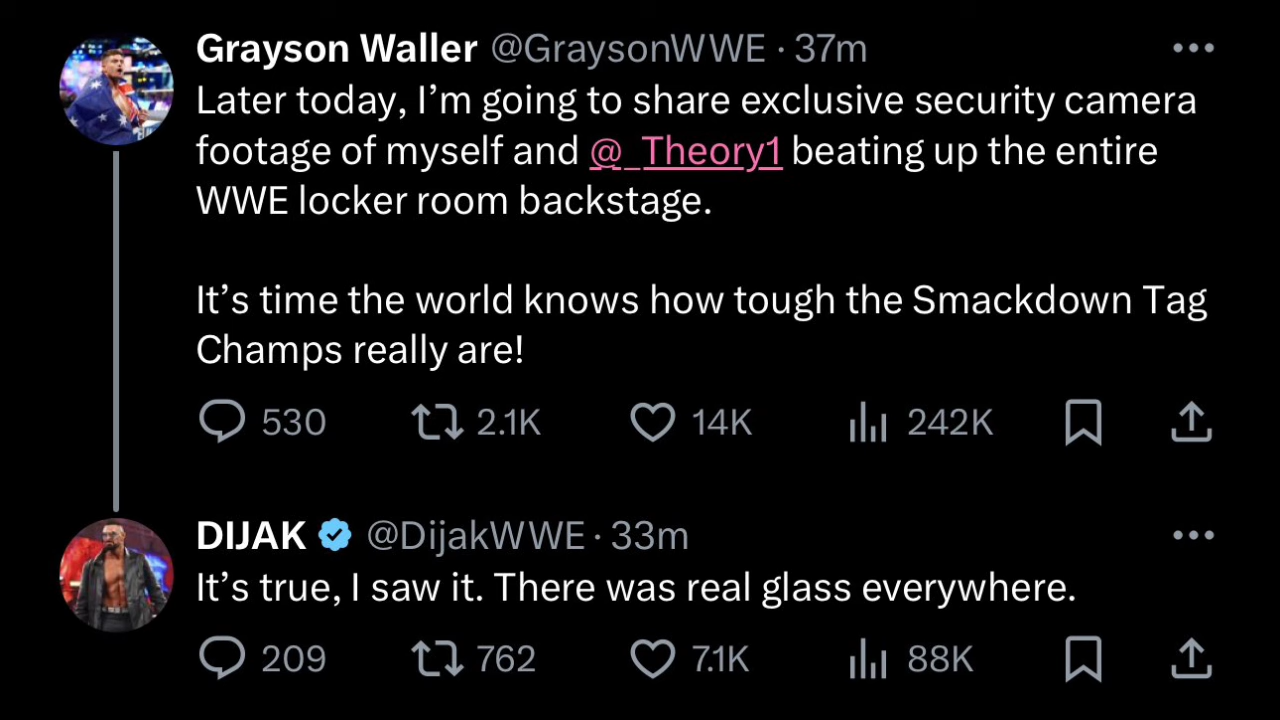 Grayson Waller @GraysonWWE · 37m
Later today, I’m going to share exclusive security camera
footage of myself and @_Theory1 beating up the entire
WWE locker room backstage.
It’s time the world knows how tough the Smackdown Tag
Champs really are!
530 2.1K 14K 242K
DIJAK @DijakWWE · 33m
It’s true, I saw it. There was real glass everywhere.
209 762 7.1K 88K